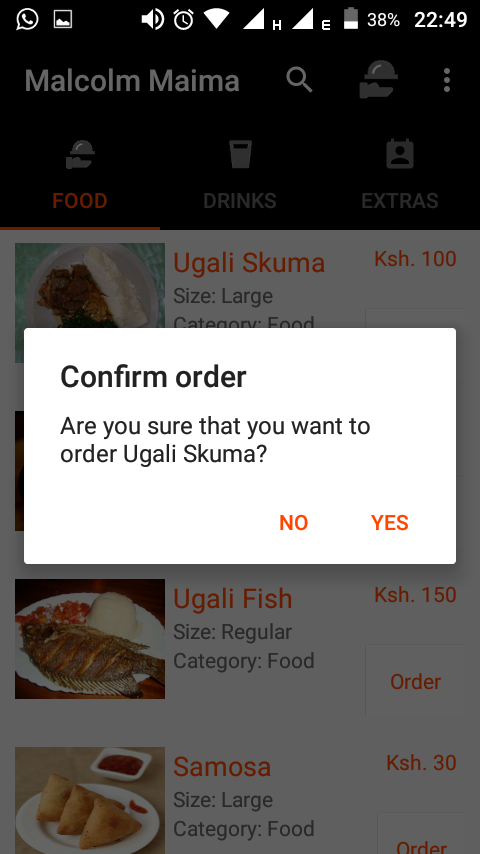 H E 38% 22:49
Malcolm Maima
FOOD DRINKS EXTRAS
Ugali Skuma Ksh. 100
Size: Large
Category: Food
Confirm order
Are you sure that you want to
order Ugali Skuma?
NO YES
Ugali Fish Ksh. 150
Size: Regular
Category: Food
Order
Samosa Ksh. 30
Size: Large
Category: Food
Order